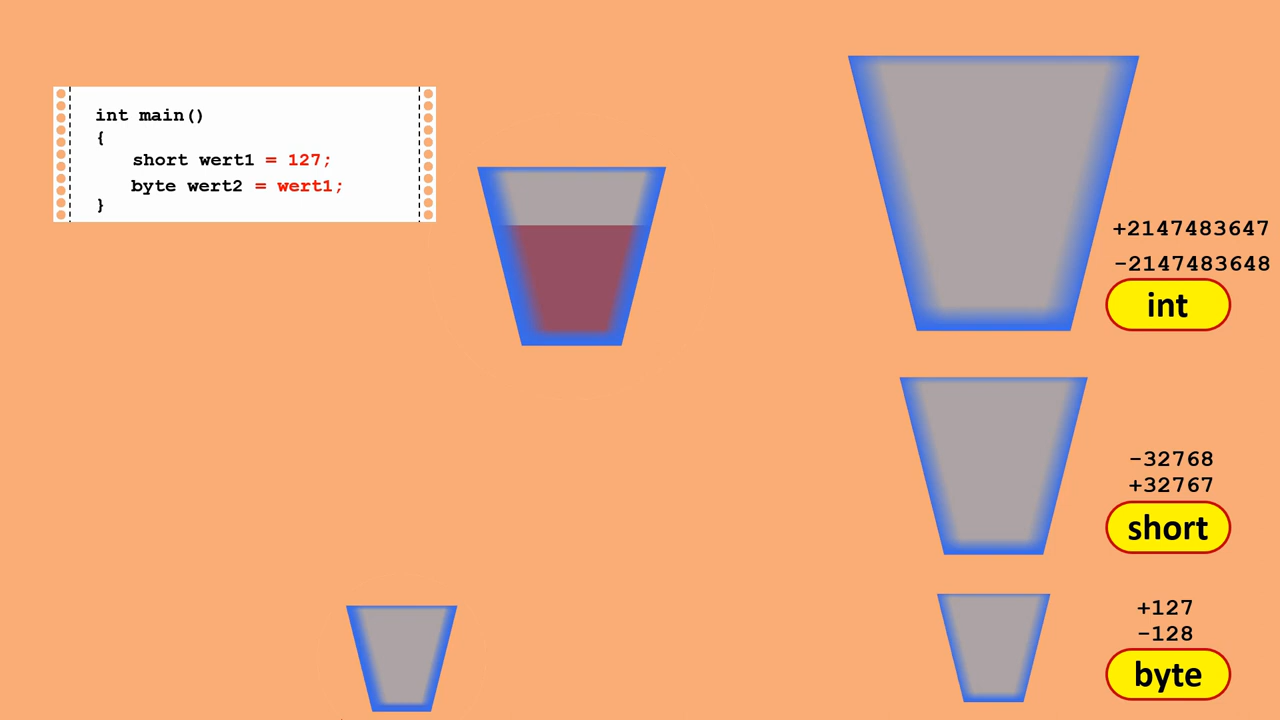 int main()
{
short wert1 = 127;
byte wert2 = wert1;
}
+2147483647
-2147483648
int
-32768
+32767
short
+127
-128
byte